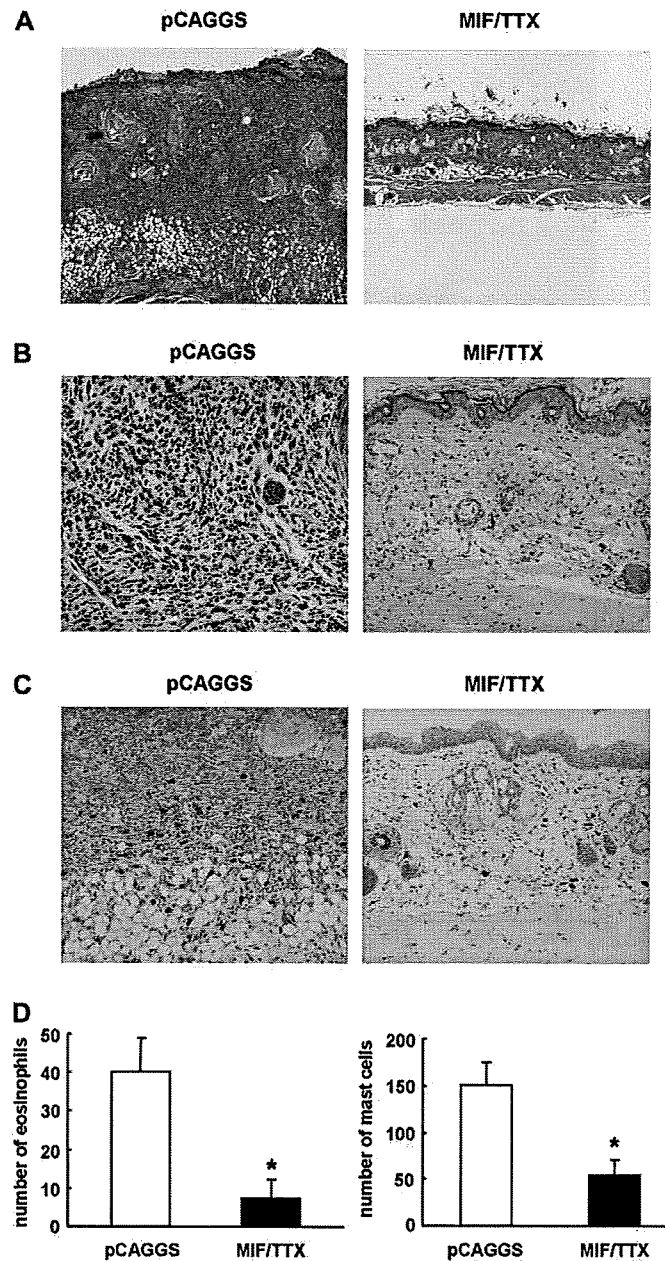 A
pCAGGS MIF/TTX
B
pCAGGS MIF/TTX
C
pCAGGS MIF/TTX
D
50
40
30
20
10
0
number of eosinophils
*
pCAGGS MIF/TTX
200
150
100
50
0
number of mast cells
*
pCAGGS MIF/TTX